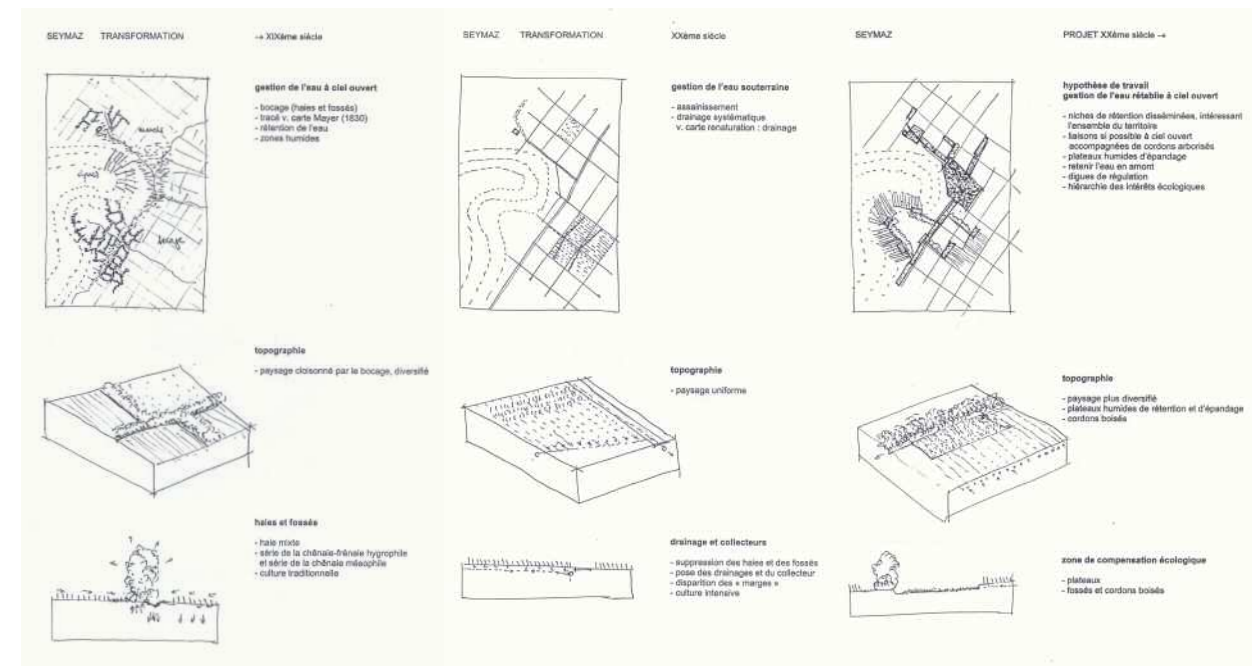 SEYMAZ TRANSFORMATION
→ XIXème siècle
gestion de l'eau à ciel ouvert
- bocage (haies et fossés)
- tracé v. carte Mayer (1830)
- rétention de l'eau
- zones humides
marais
bocage
topographie
- paysage cloisonné par le bocage, diversifié
haies et fossés
- haie mixte
- série de la chênaie-frênaie hygrophile
et série de la chênaie mésophile
- culture traditionnelle
SEYMAZ TRANSFORMATION
XXème siècle
gestion de l'eau souterraine
- assainissement
- drainage systématique
v. carte renaturation : drainage
topographie
- paysage uniforme
drainage et collecteurs
- suppression des haies et des fossés
- pose des drainages et du collecteur
- disparition des « marges »
- culture intensive
SEYMAZ
PROJET XXème siècle →
hypothèse de travail
gestion de l'eau rétablie à ciel ouvert
- niches de rétention disséminées, intéressant
l'ensemble du territoire
- liaisons si possible à ciel ouvert
accompagnées de cordons arborisés
- plateaux humides d'épandage
- retenir l'eau en amont
- digues de régulation
- hiérarchie des intérêts écologiques
topographie
- paysage plus diversifié
- plateaux humides de rétention et d'épandage
- cordons boisés
zone de compensation écologique
- plateaux
- fossés et cordons boisés